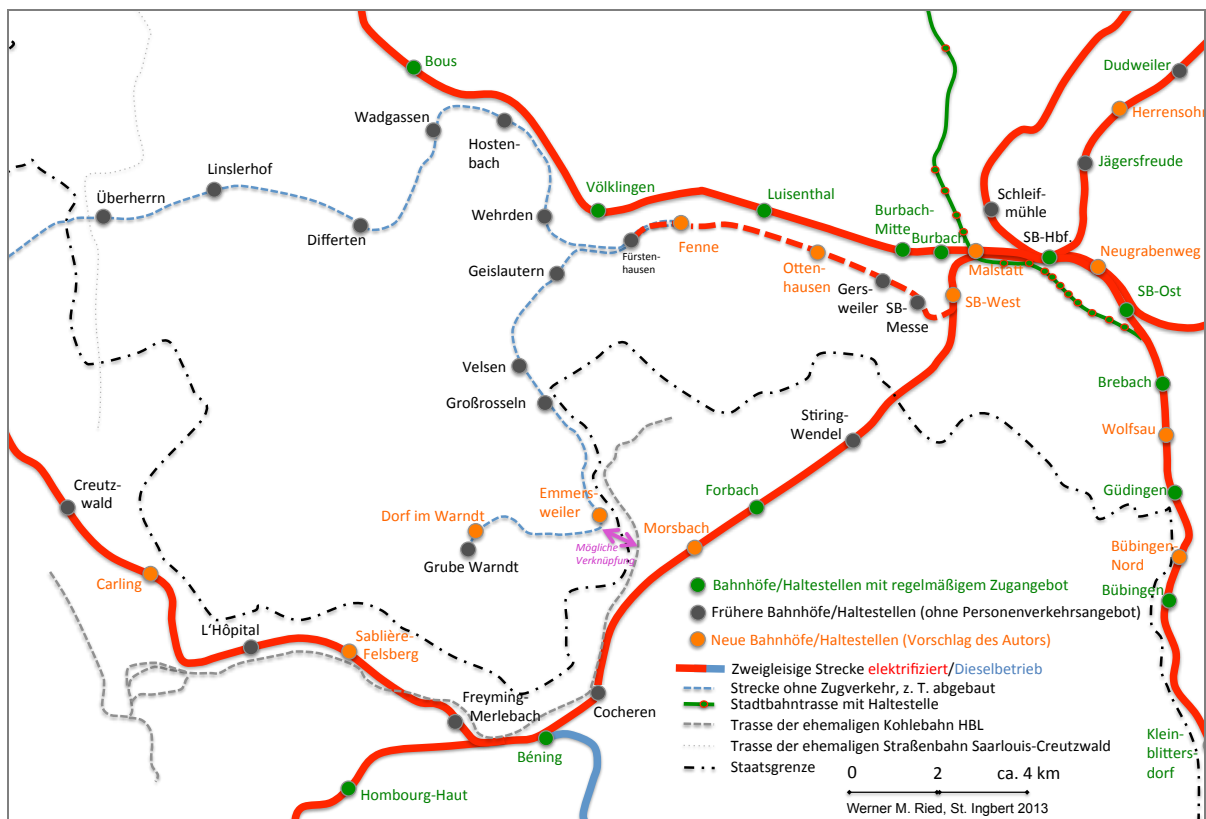 Bous
Dudweiler
Herrensohr
Wadgassen
Hosten-
bach
Jägersfreude
Linslerhof
Überherrn
Völklingen
Luisenthal
Schleif-
mühle
Wehrden
Differten
Burbach-
Mitte
Burbach
SB-Hbf.
Fenne
Fürsten-
hausen
Neugrabenweg
Malstatt
Otten-
hausen
Geislautern
Gers-
weiler
SB-
Messe
SB-West
SB-Ost
Velsen
Großrosseln
Brebach
Stiring-
Wendel
Wolfsau
Creutz-
wald
Emmers-
weiler
Forbach
Güdingen
Dorf im Warndt
Morsbach
Mögliche
Verknüpfung
Grube Warndt
Bübingen-
Nord
Carling
Bübingen
Bahnhöfe/Haltestellen mit regelmäßigem Zugangebot
Frühere Bahnhöfe/Haltestellen (ohne Personenverkehrsangebot)
Neue Bahnhöfe/Haltestellen (Vorschlag des Autors)
L'Hôpital
Sablière-
Felsberg
Zweigleisige Strecke elektrifiziert/Dieselbetrieb
Strecke ohne Zugverkehr, z. T. abgebaut
Stadtbahntrasse mit Haltestelle
Trasse der ehemaligen Kohlebahn HBL
Trasse der ehemaligen Straßenbahn Saarlouis-Creutzwald
Staatsgrenze
Freyming-
Merlebach
Cocheren
Béning
Klein-
blitters-
dorf
Hombourg-Haut
0 2 ca. 4 km
Werner M. Ried, St. Ingbert 2013